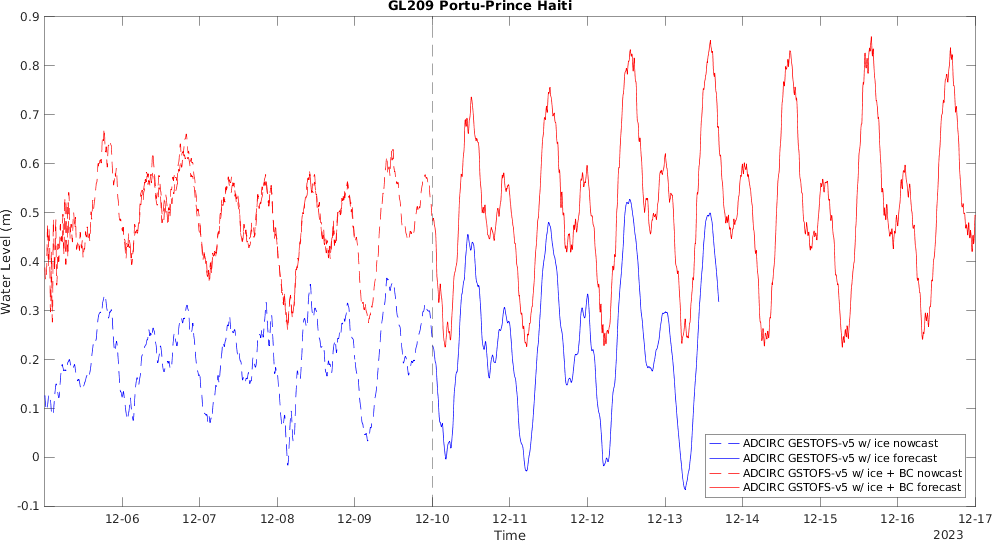 GL209 Portu-Prince Haiti
0.9
0.8
0.7
0.6
0.5
0.4
0.3
0.2
0.1
0
-0.1
Water Level (m)
ADCIRC GESTOFS-v5 w/ ice nowcast
ADCIRC GESTOFS-v5 w/ ice forecast
ADCIRC GSTOFS-v5 w/ ice + BC nowcast
ADCIRC GSTOFS-v5 w/ ice + BC forecast
12-06 12-07 12-08 12-09 12-10 12-11 12-12 12-13 12-14 12-15 12-16 12-17
Time
2023